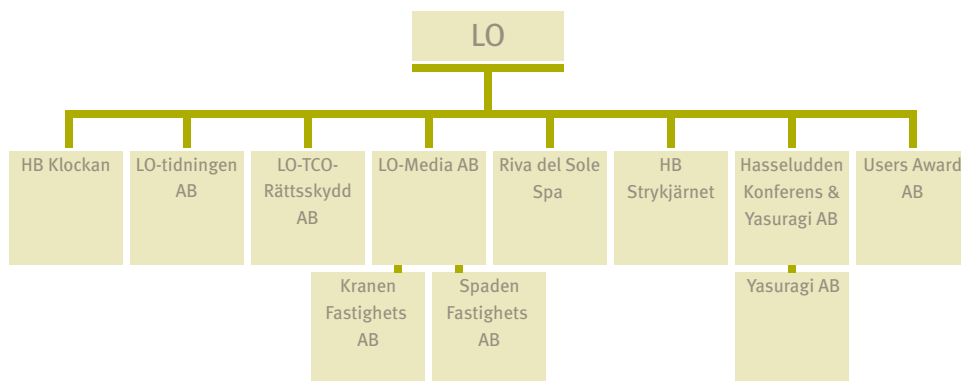 LO
HB Klockan
LO-tidningen
AB
LO-TCO-
Rättsskydd
AB
LO-Media AB
Riva del Sole
Spa
HB
Strykjärnet
Hasseludden
Konferens &
Yasuragi AB
Users Award
AB
Kranen
Fastighets
AB
Spaden
Fastighets
AB
Yasuragi AB